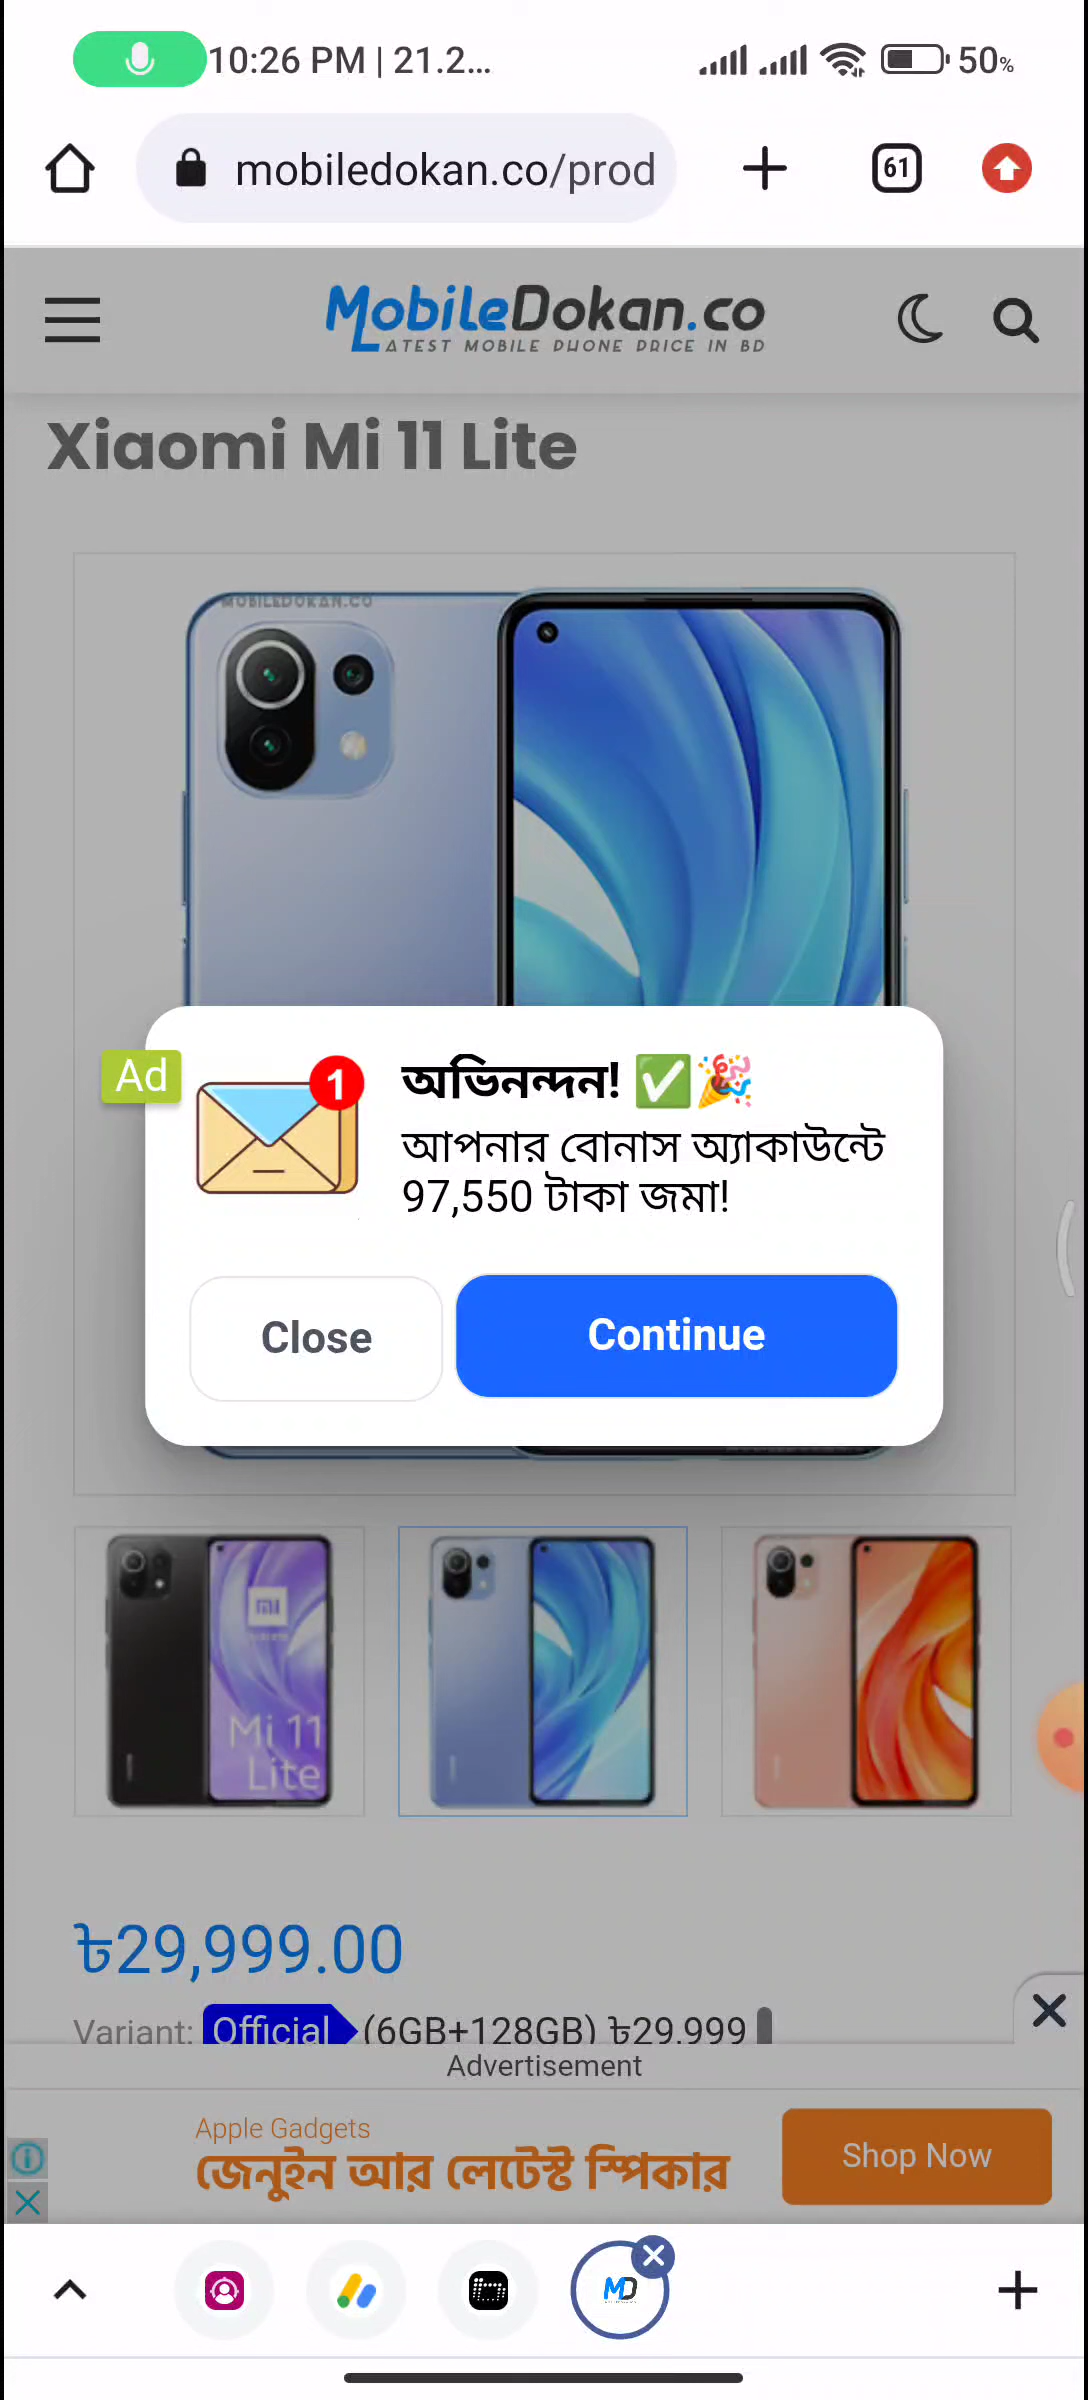 10:26 PM | 21.2...
50%
mobiledokan.co/prod
61
MobileDokan.co
LATEST MOBILE PHONE PRICE IN BD
Xiaomi Mi 11 Lite
MOBILEDOKAN.CO
Ad
1
অভিনন্দন! ✅🎉
আপনার বোনাস অ্যাকাউন্টে
97,550 টাকা জমা!
Close
Continue
Mi 11
Lite
৳29,999.00
Variant: Official (6GB+128GB) ৳29,999
Advertisement
Apple Gadgets
জেনুইন আর লেটেস্ট স্পিকার
Shop Now
MD